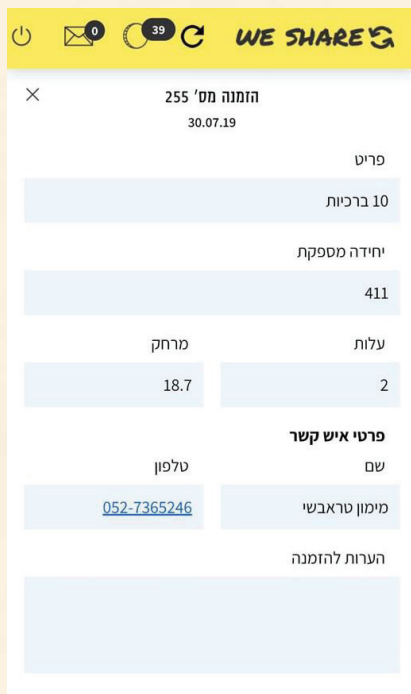 0
39
WE SHARE
הזמנה מס' 255
30.07.19
פריט
10 ברכיות
יחידה מספקת
411
עלות מרחק
2 18.7
פרטי איש קשר
שם טלפון
מימון טראבשי 052-7365246
הערות להזמנה